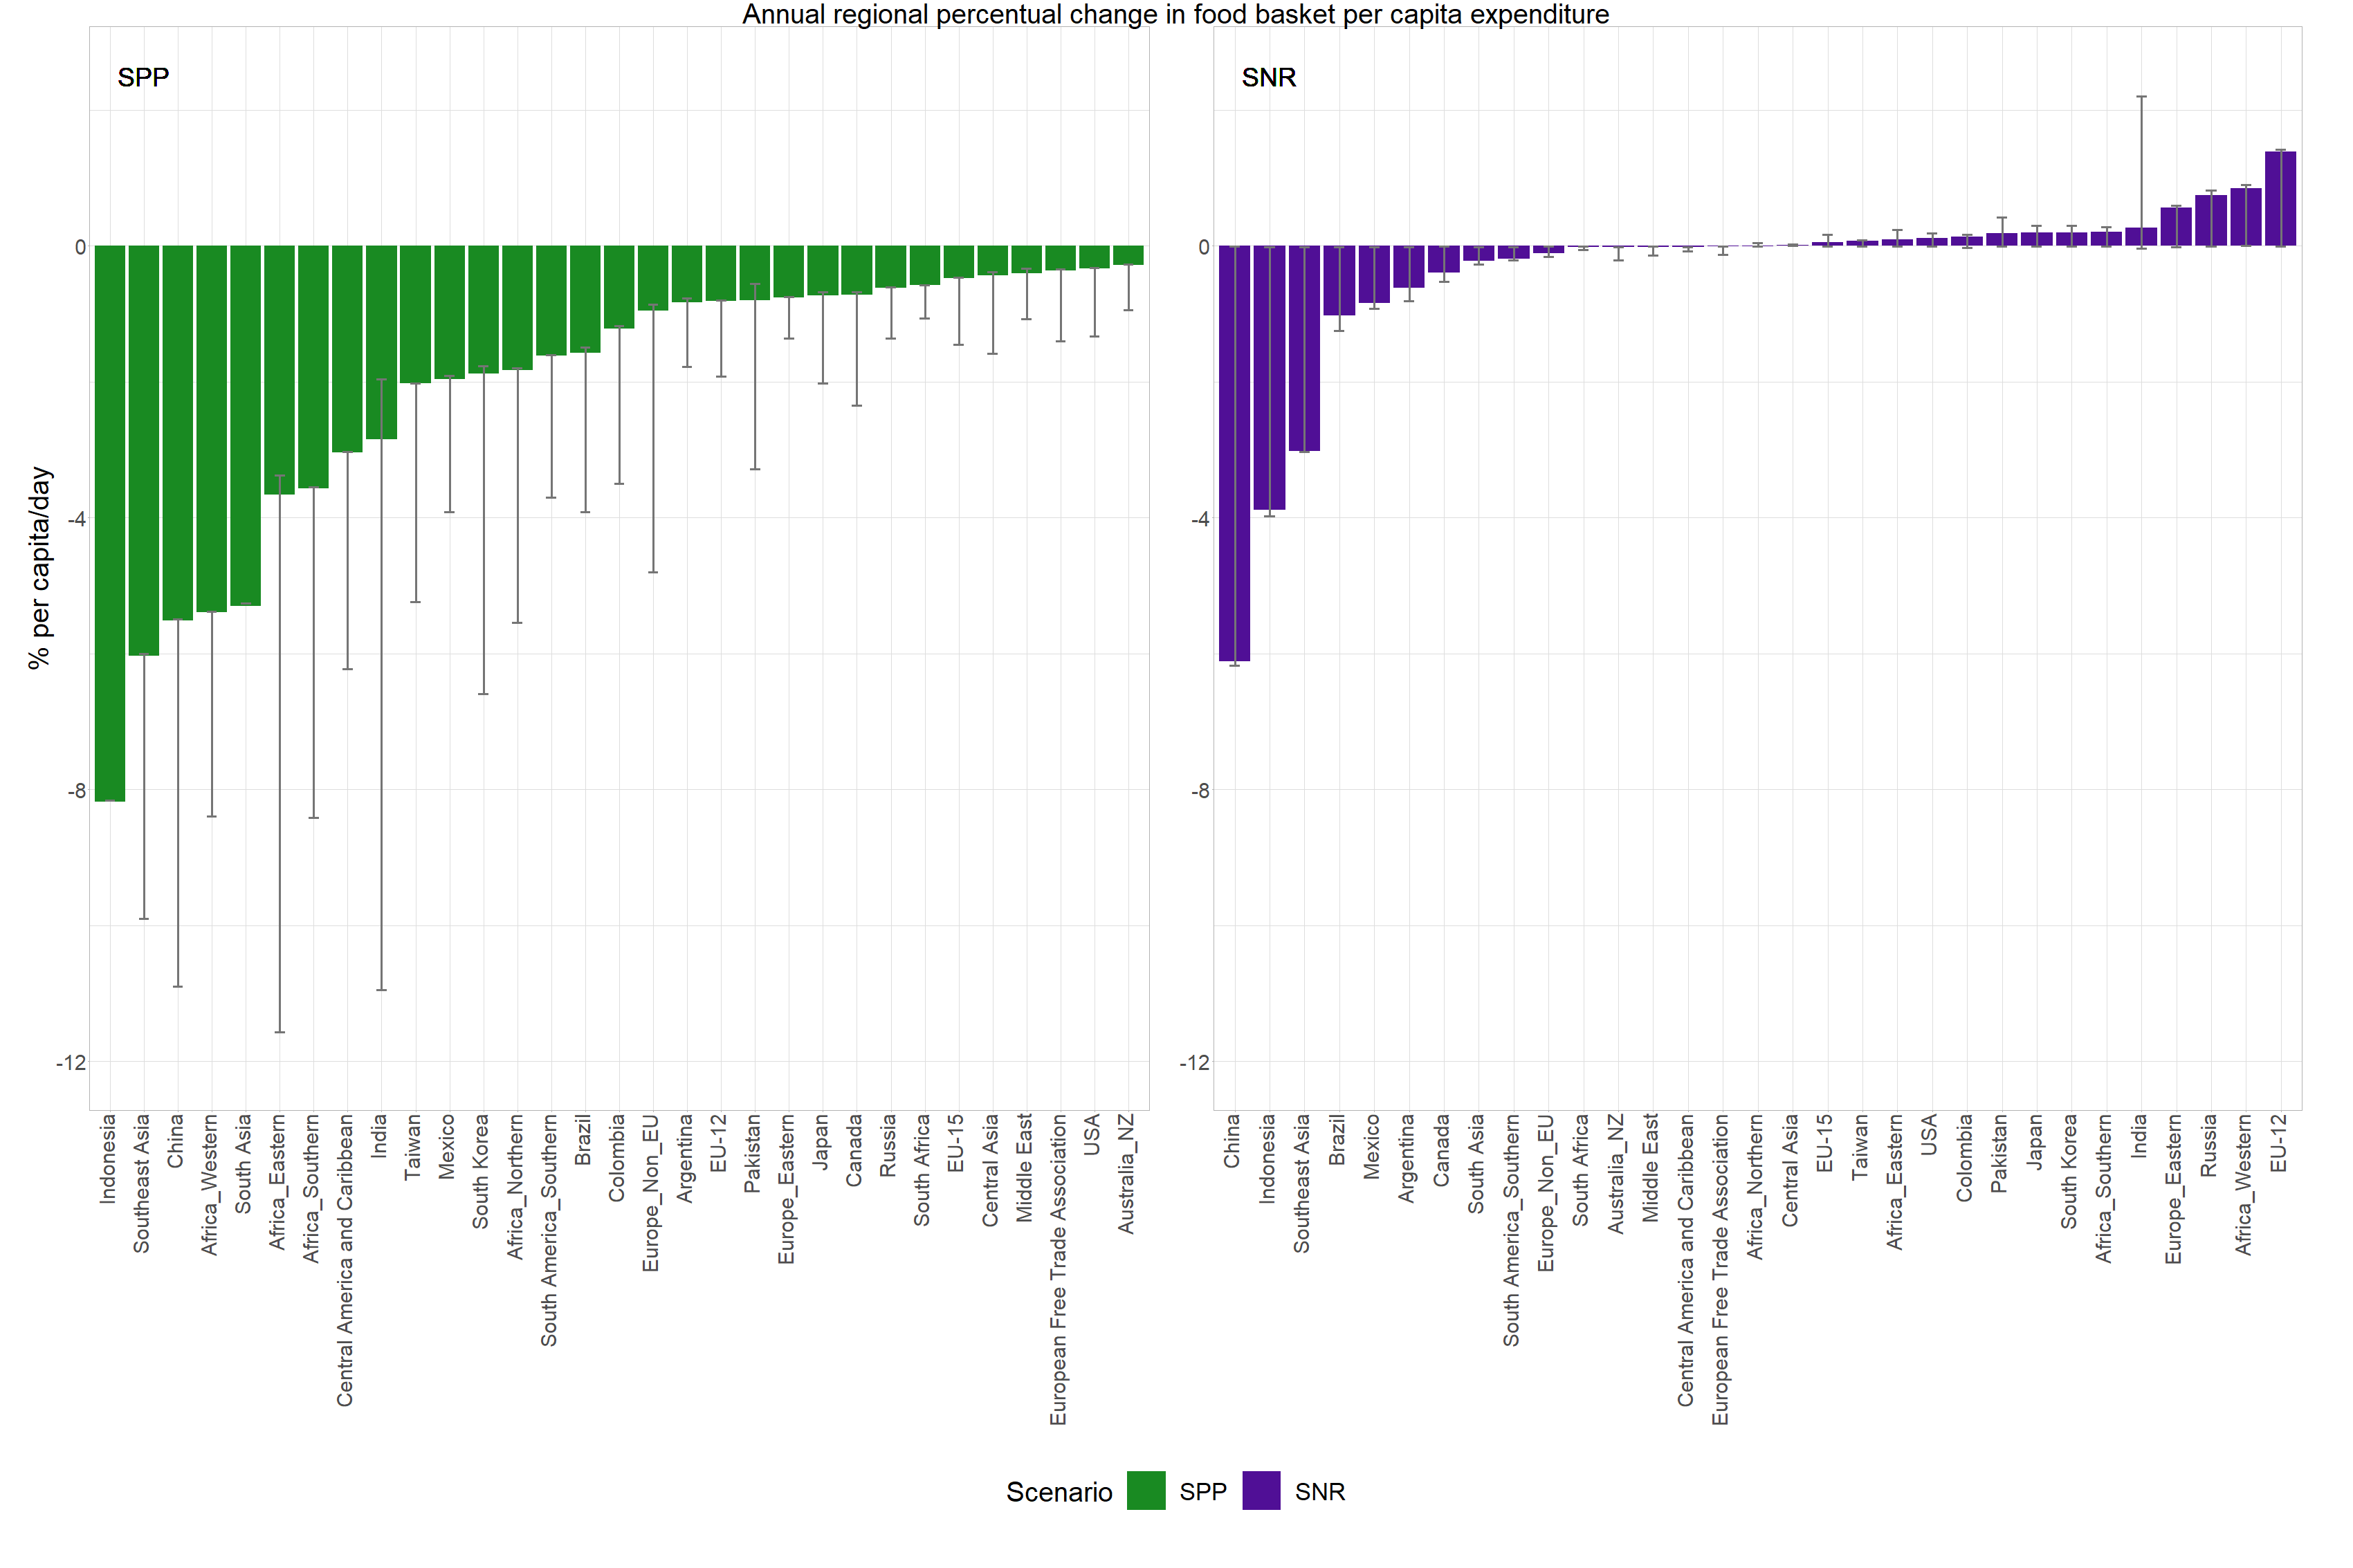 Annual regional percentual change in food basket per capita expenditure
SPP
SNR
% per capita/day
0
-4
-8
-12
0
-4
-8
-12
Indonesia
Southeast Asia
China
Africa_Western
South Asia
Africa_Eastern
Africa_Southern
Central America and Caribbean
India
Taiwan
Mexico
South Korea
Africa_Northern
South America_Southern
Brazil
Colombia
Europe_Non_EU
Argentina
EU-12
Pakistan
Europe_Eastern
Japan
Canada
Russia
South Africa
EU-15
Central Asia
Middle East
European Free Trade Association
USA
Australia_NZ
China
Indonesia
Southeast Asia
Brazil
Mexico
Argentina
Canada
South Asia
South America_Southern
Europe_Non_EU
South Africa
Australia_NZ
Middle East
Central America and Caribbean
European Free Trade Association
Africa_Northern
Central Asia
EU-15
Taiwan
Africa_Eastern
USA
Colombia
Pakistan
Japan
South Korea
Africa_Southern
India
Europe_Eastern
Russia
Africa_Western
EU-12
Scenario SPP SNR